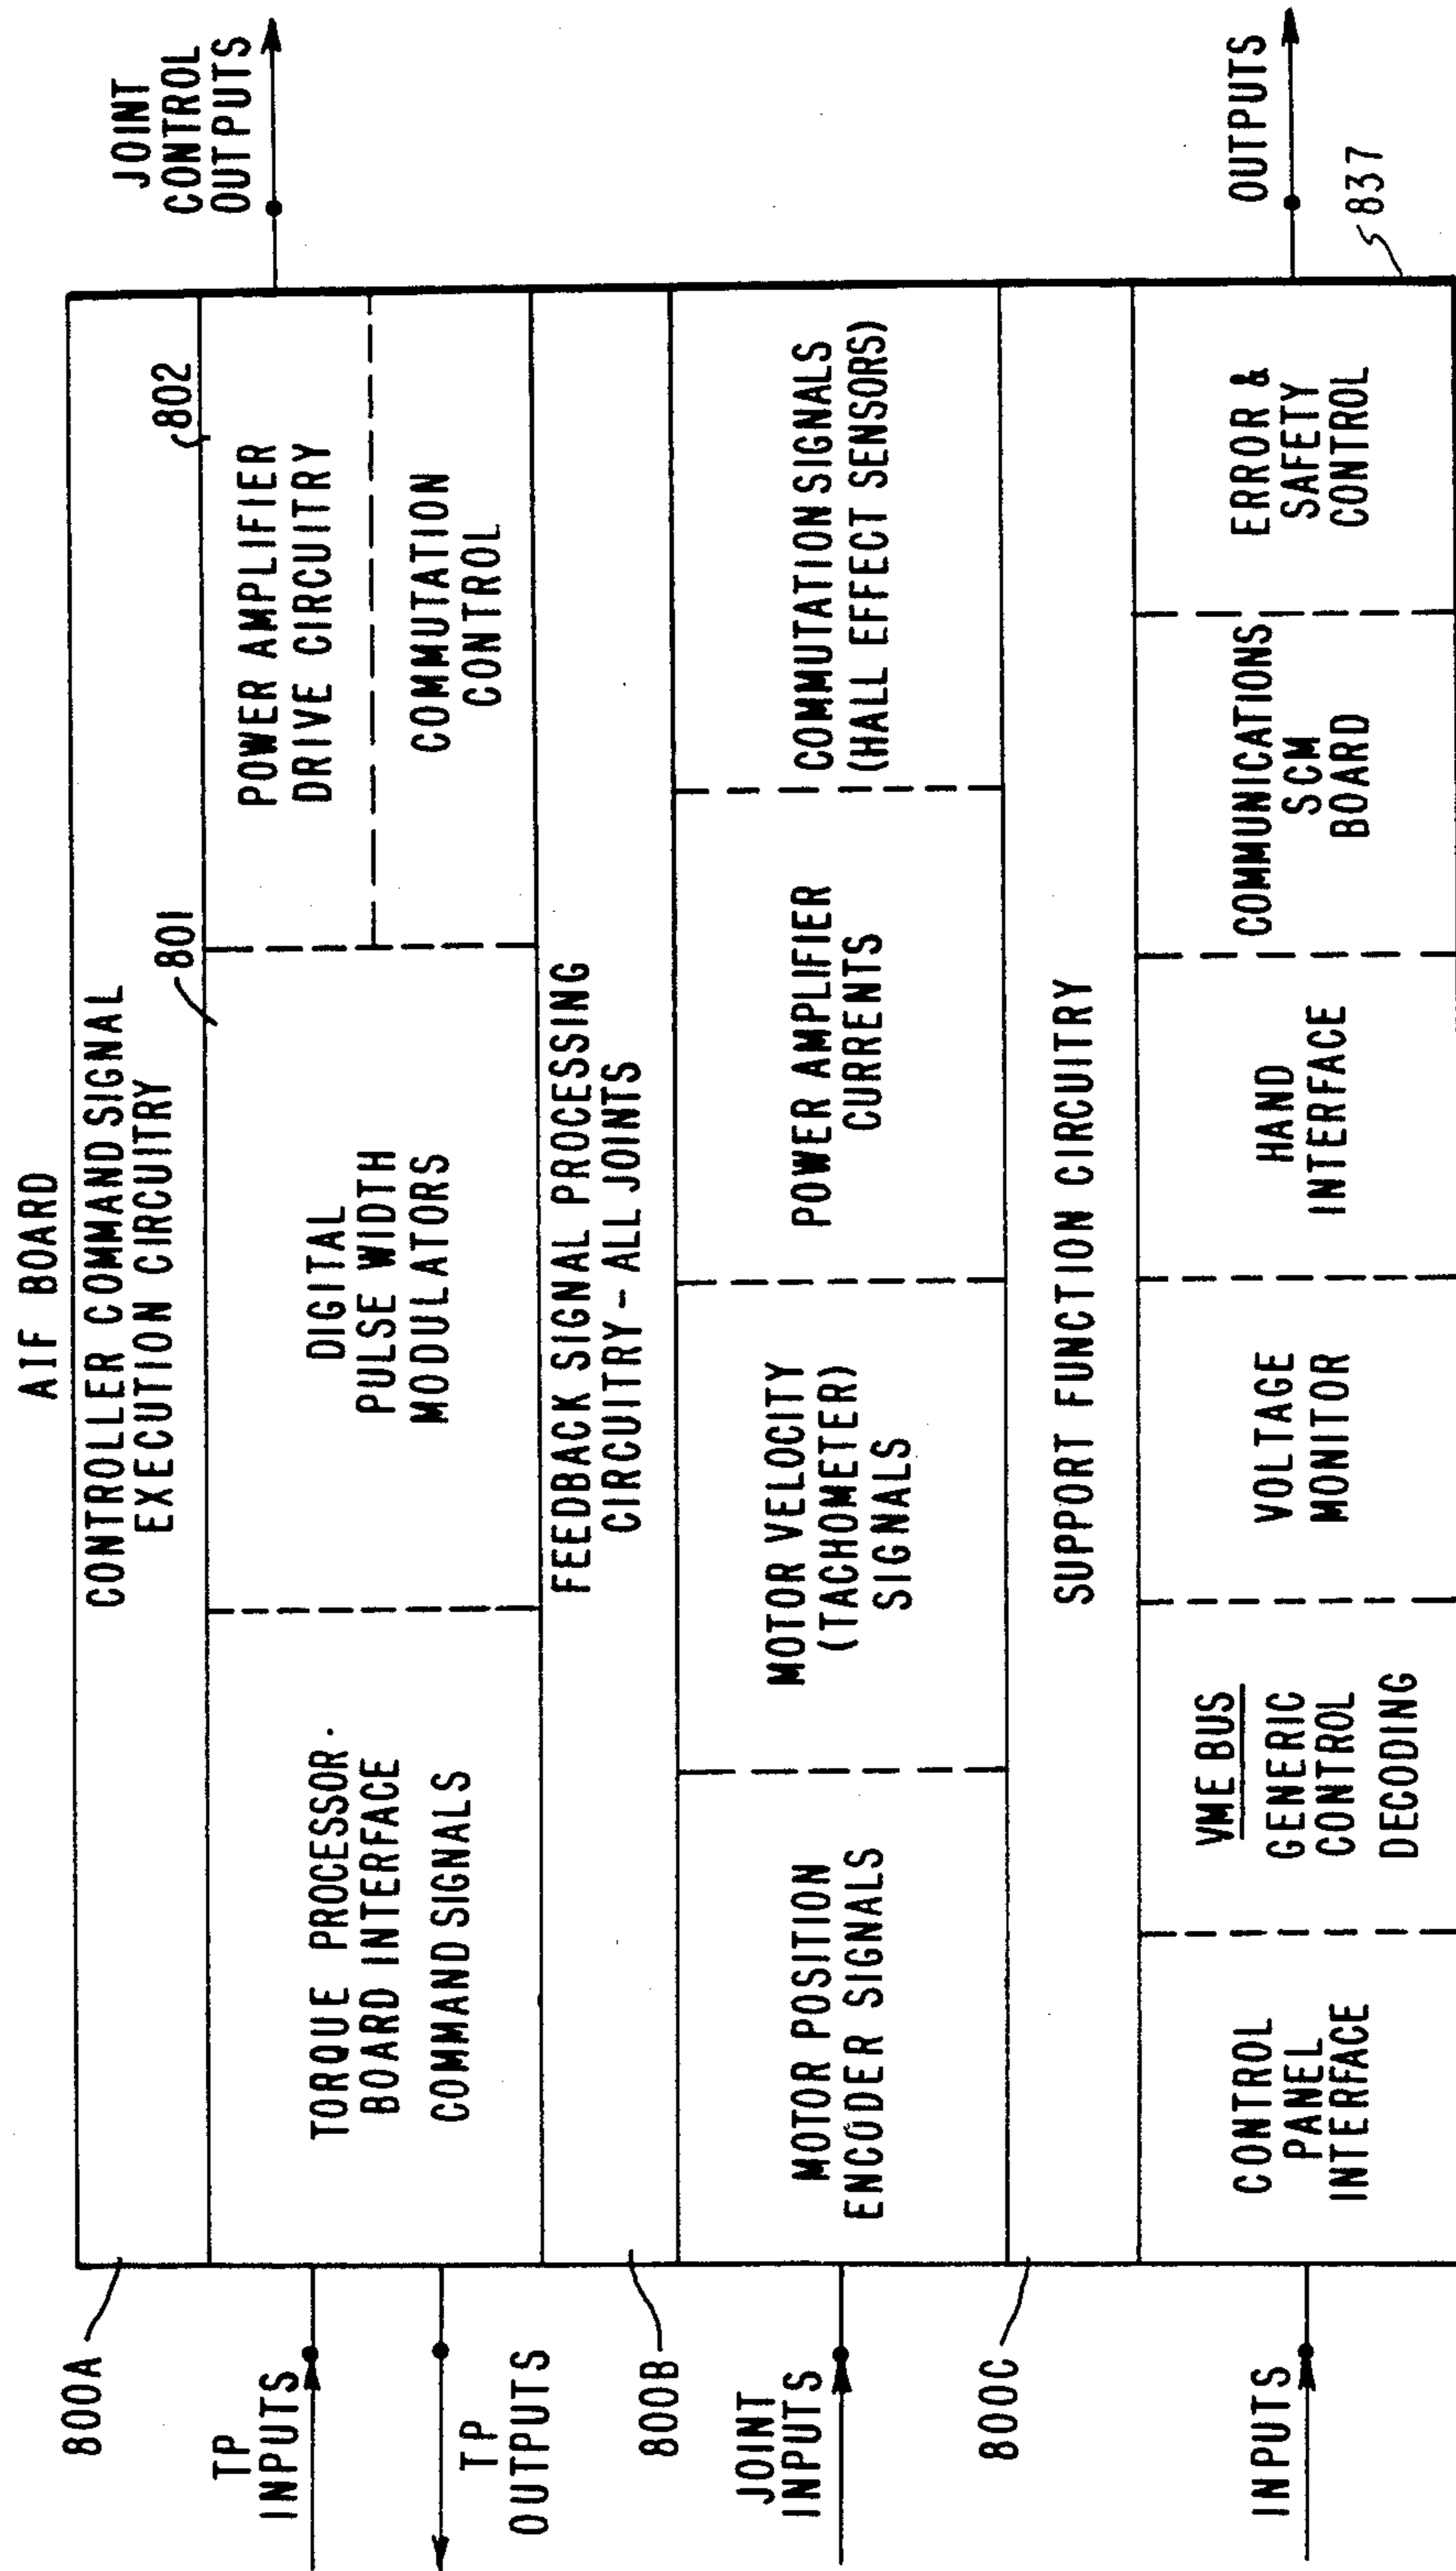 AIF BOARD
800A
CONTROLLER COMMAND SIGNAL
EXECUTION CIRCUITRY
801
802
TP
INPUTS
TP
OUTPUTS
TORQUE PROCESSOR
BOARD INTERFACE
COMMAND SIGNALS
DIGITAL
PULSE WIDTH
MODULATORS
POWER AMPLIFIER
DRIVE CIRCUITRY
COMMUTATION
CONTROL
JOINT
CONTROL
OUTPUTS
800B
FEEDBACK SIGNAL PROCESSING
CIRCUITRY - ALL JOINTS
JOINT
INPUTS
MOTOR POSITION
ENCODER SIGNALS
MOTOR VELOCITY
(TACHOMETER)
SIGNALS
POWER AMPLIFIER
CURRENTS
COMMUTATION SIGNALS
(HALL EFFECT SENSORS)
800C
SUPPORT FUNCTION CIRCUITRY
INPUTS
CONTROL
PANEL
INTERFACE
VME BUS
GENERIC
CONTROL
DECODING
VOLTAGE
MONITOR
HAND
INTERFACE
COMMUNICATIONS
SCM
BOARD
ERROR &
SAFETY
CONTROL
OUTPUTS
837